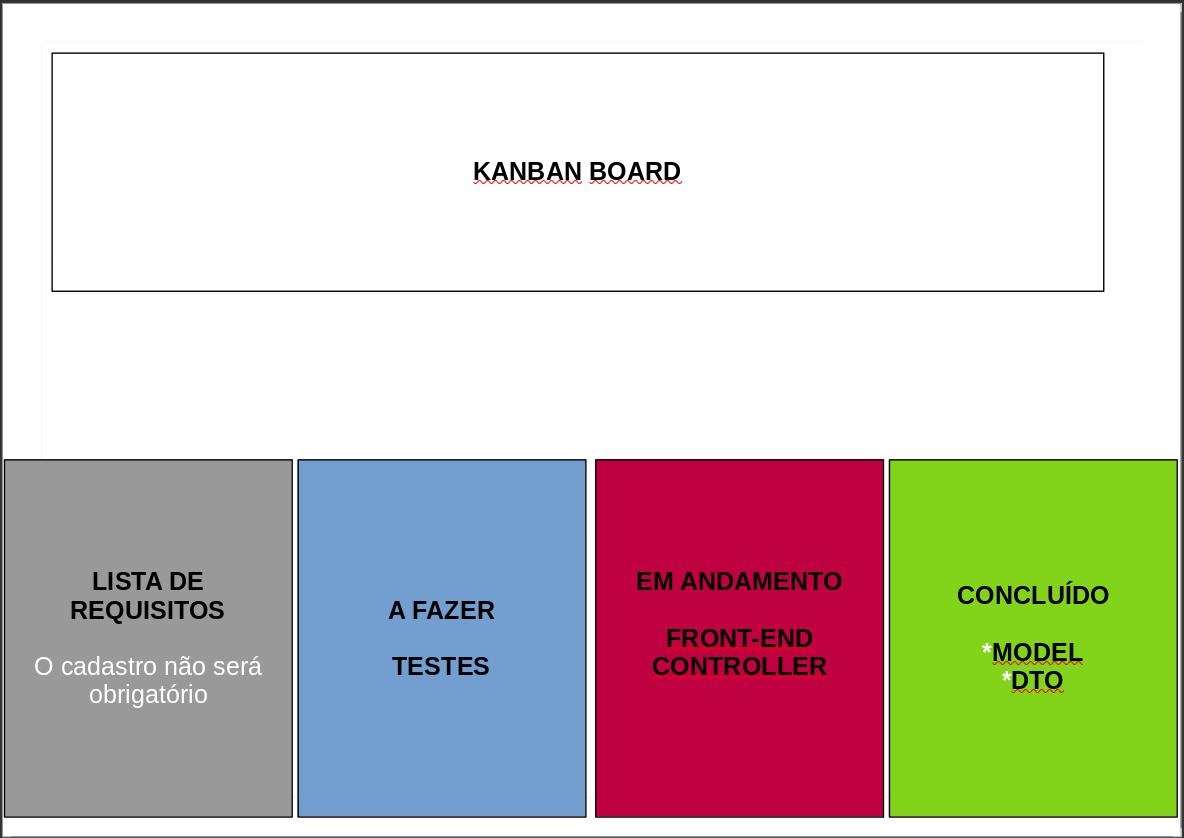 KANBAN BOARD
LISTA DE
REQUISITOS
O cadastro não será
obrigatório
A FAZER
TESTES
EM ANDAMENTO
FRONT-END
CONTROLLER
CONCLUÍDO
*MODEL
*DTO